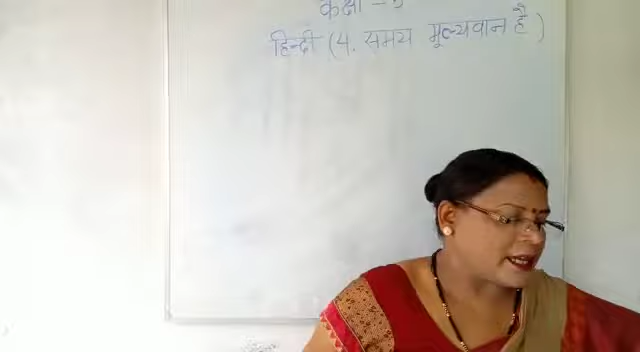 कक्षा -
हिन्दी (4. समय मूल्यवान है)